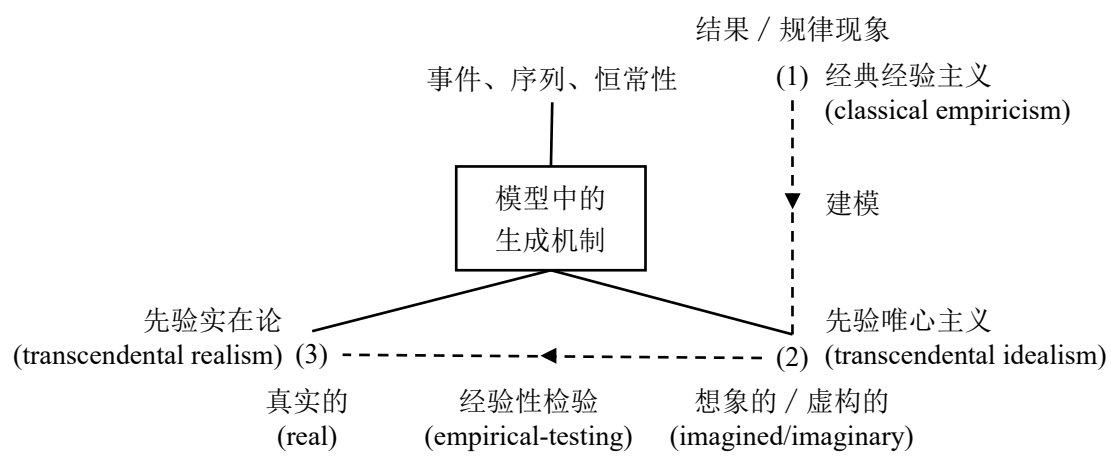 结果 / 规律现象
事件、序列、恒常性
(1) 经典经验主义
(classical empiricism)
模型中的
生成机制
建模
先验实在论
(transcendental realism) (3)
先验唯心主义
(2) (transcendental idealism)
真实的
(real)
经验性检验
(empirical-testing)
想象的 / 虚构的
(imagined/imaginary)